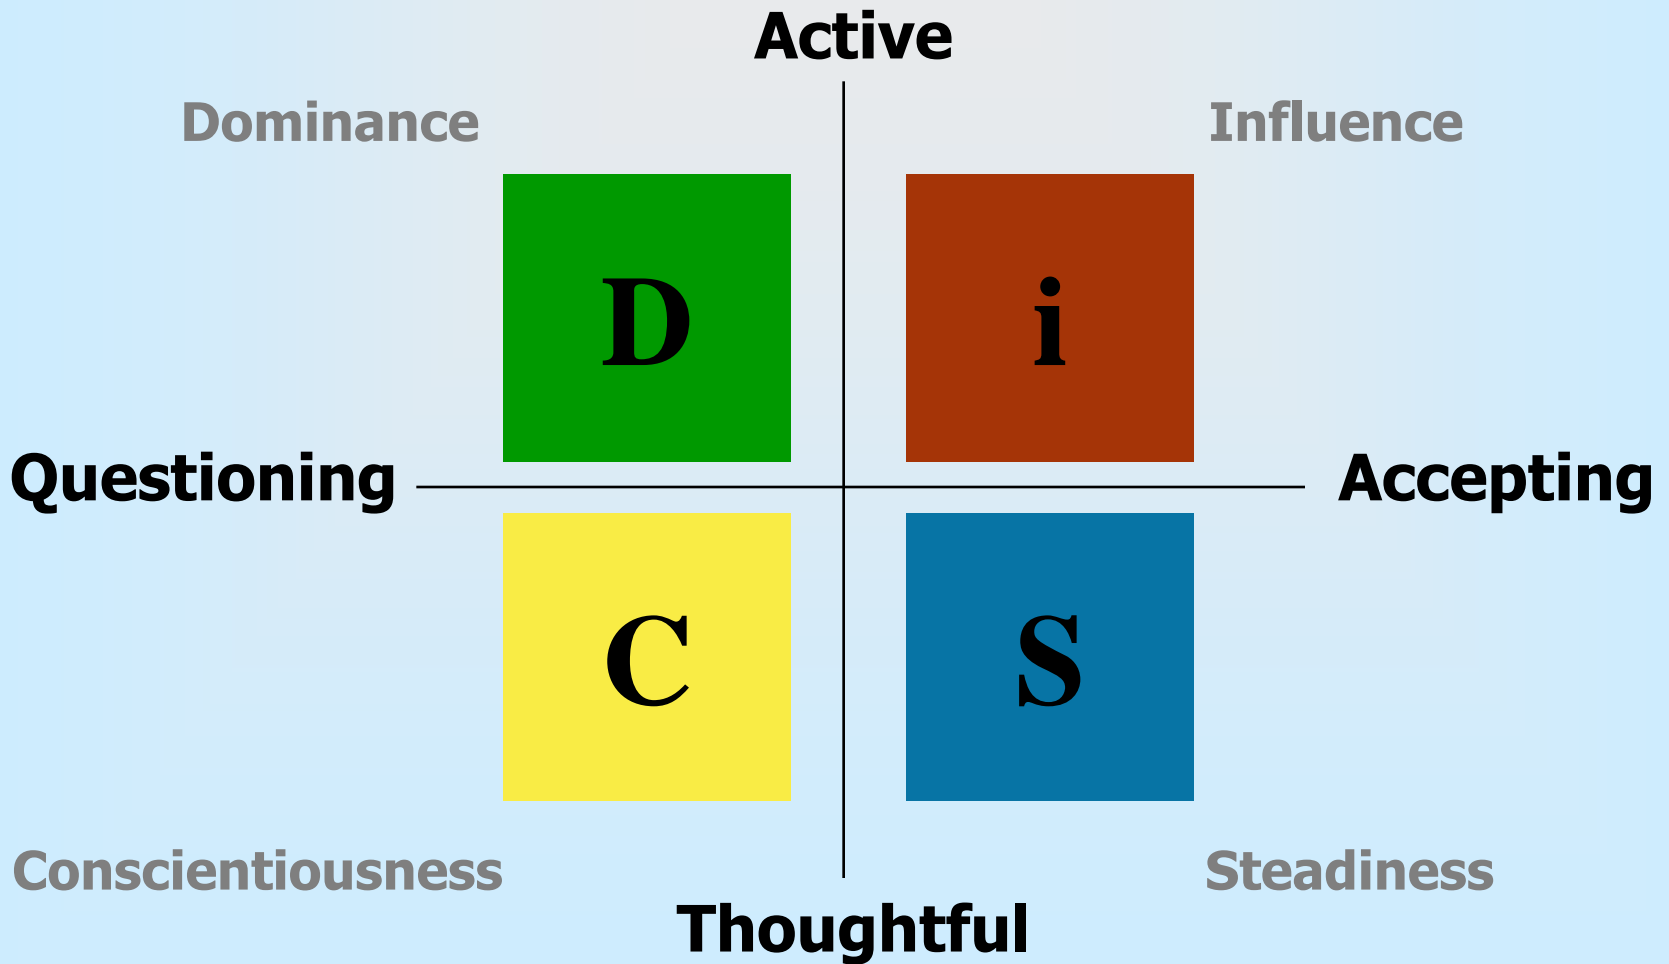 Active
Dominance
Influence
D
i
Questioning
Accepting
C
S
Conscientiousness
Steadiness
Thoughtful